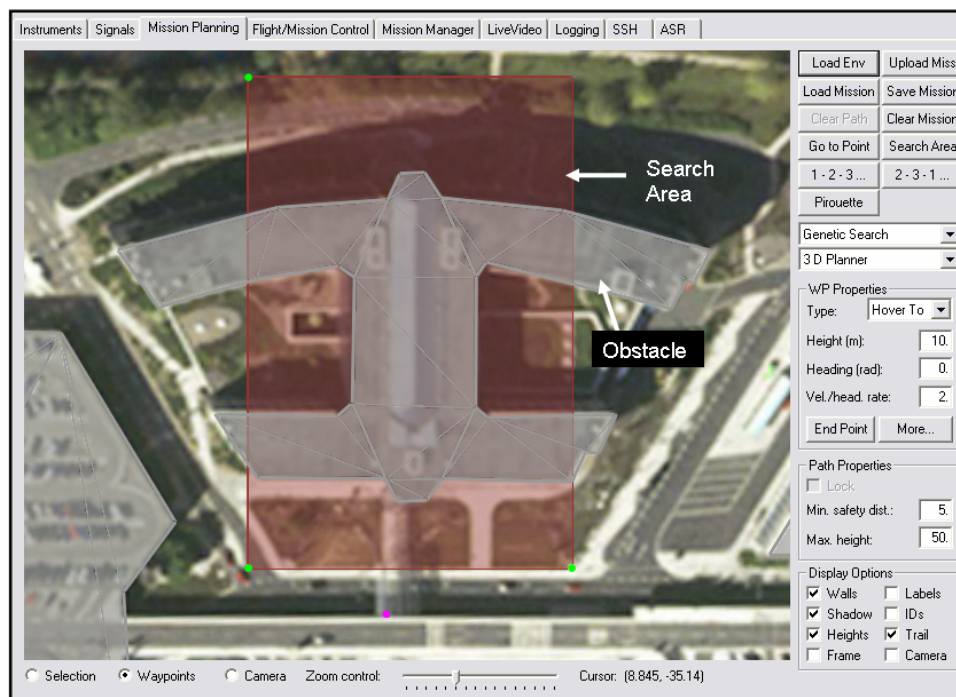 Instruments Signals Mission Planning Flight/Mission Control Mission Manager LiveVideo Logging SSH ASR
Load Env Upload Miss
Load Mission Save Mission
Clear Path Clear Mission
Go to Point Search Area
1 - 2 - 3 ... 2 - 3 - 1 ...
Pirouette
Genetic Search
3 D Planner
WP Properties
Type: Hover To
Height (m): 10.
Heading (rad): 0.
Vel./head. rate: 2.
End Point More...
Path Properties
Lock
Min. safety dist.: 5.
Max. height: 50.
Display Options
Walls Labels
Shadow IDs
Heights Trail
Frame Camera
Search
Area
Obstacle
Selection Waypoints Camera Zoom control: Cursor: (8.845, -35.14)